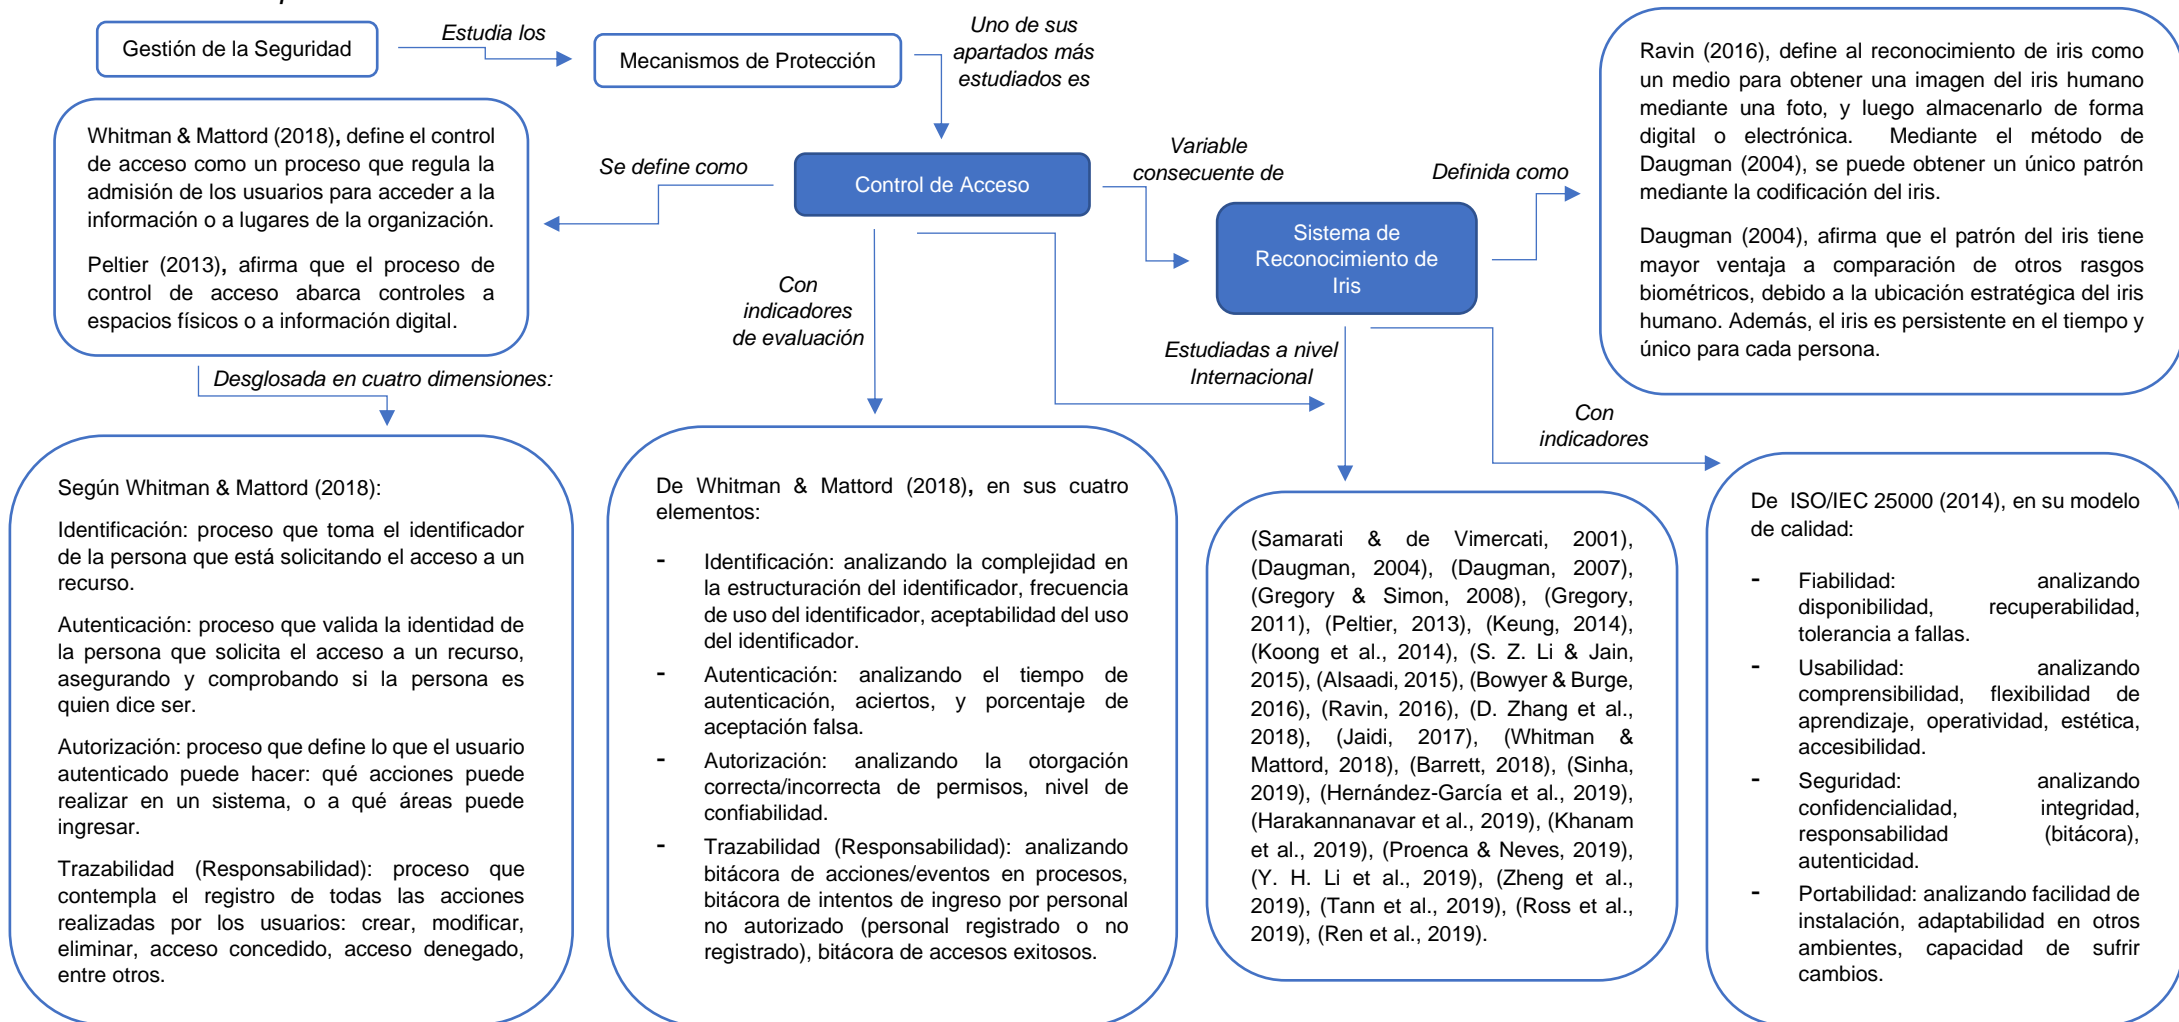 Gestión de la Seguridad
Estudia los
Mecanismos de Protección
Uno de sus
apartados más
estudiados es
Whitman & Mattord (2018), define el control
de acceso como un proceso que regula la
admisión de los usuarios para acceder a la
información o a lugares de la organización.
Peltier (2013), afirma que el proceso de
control de acceso abarca controles a
espacios físicos o a información digital.
Se define como
Control de Acceso
Variable
consecuente de
Sistema de
Reconocimiento de
Iris
Definida como
Ravin (2016), define al reconocimiento de iris como
un medio para obtener una imagen del iris humano
mediante una foto, y luego almacenarlo de forma
digital o electrónica. Mediante el método de
Daugman (2004), se puede obtener un único patrón
mediante la codificación del iris.
Daugman (2004), afirma que el patrón del iris tiene
mayor ventaja a comparación de otros rasgos
biométricos, debido a la ubicación estratégica del iris
humano. Además, el iris es persistente en el tiempo y
único para cada persona.
Desglosada en cuatro dimensiones:
Con
indicadores
de evaluación
Estudiadas a nivel
Internacional
Con
indicadores
Según Whitman & Mattord (2018):
Identificación: proceso que toma el identificador
de la persona que está solicitando el acceso a un
recurso.
Autenticación: proceso que valida la identidad de
la persona que solicita el acceso a un recurso,
asegurando y comprobando si la persona es
quien dice ser.
Autorización: proceso que define lo que el usuario
autenticado puede hacer: qué acciones puede
realizar en un sistema, o a qué áreas puede
ingresar.
Trazabilidad (Responsabilidad): proceso que
contempla el registro de todas las acciones
realizadas por los usuarios: crear, modificar,
eliminar, acceso concedido, acceso denegado,
entre otros.
De Whitman & Mattord (2018), en sus cuatro
elementos:
- Identificación: analizando la complejidad en
la estructuración del identificador, frecuencia
de uso del identificador, aceptabilidad del uso
del identificador.
- Autenticación: analizando el tiempo de
autenticación, aciertos, y porcentaje de
aceptación falsa.
- Autorización: analizando la otorgación
correcta/incorrecta de permisos, nivel de
confiabilidad.
- Trazabilidad (Responsabilidad): analizando
bitácora de acciones/eventos en procesos,
bitácora de intentos de ingreso por personal
no autorizado (personal registrado o no
registrado), bitácora de accesos exitosos.
(Samarati & de Vimercati, 2001),
(Daugman, 2004), (Daugman, 2007),
(Gregory & Simon, 2008), (Gregory,
2011), (Peltier, 2013), (Keung, 2014),
(Koong et al., 2014), (S. Z. Li & Jain,
2015), (Alsaadi, 2015), (Bowyer & Burge,
2016), (Ravin, 2016), (D. Zhang et al.,
2018), (Jaidi, 2017), (Whitman &
Mattord, 2018), (Barrett, 2018), (Sinha,
2019), (Hernández-García et al., 2019),
(Harakannanavar et al., 2019), (Khanam
et al., 2019), (Proenca & Neves, 2019),
(Y. H. Li et al., 2019), (Zheng et al.,
2019), (Tann et al., 2019), (Ross et al.,
2019), (Ren et al., 2019).
De ISO/IEC 25000 (2014), en su modelo
de calidad:
- Fiabilidad: analizando
disponibilidad, recuperabilidad,
tolerancia a fallas.
- Usabilidad: analizando
comprensibilidad, flexibilidad de
aprendizaje, operatividad, estética,
accesibilidad.
- Seguridad: analizando
confidencialidad, integridad,
responsabilidad (bitácora),
autenticidad.
- Portabilidad: analizando facilidad de
instalación, adaptabilidad en otros
ambientes, capacidad de sufrir
cambios.